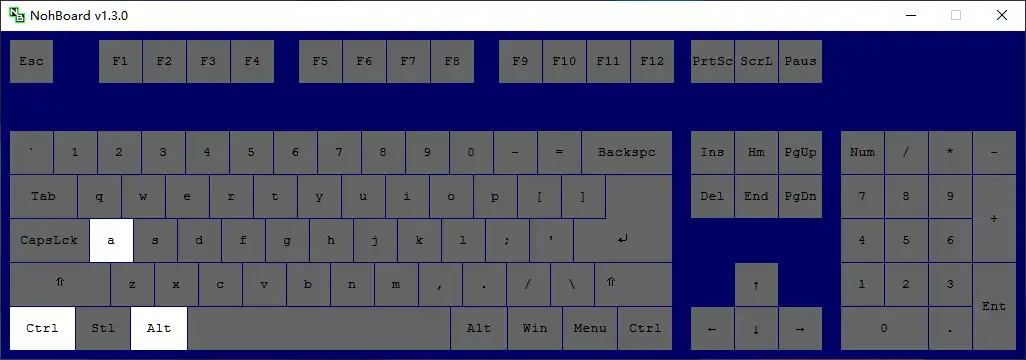 NohBoard v1.3.0
Esc F1 F2 F3 F4 F5 F6 F7 F8 F9 F10 F11 F12 PrtSc ScrL Paus
` 1 2 3 4 5 6 7 8 9 0 - = Backspc Ins Hm PgUp Num / * -
Tab q w e r t y u i o p [ ] Del End PgDn 7 8 9 +
CapsLck a s d f g h j k l ; ' ↵ 4 5 6
⇑ z x c v b n m , . / \ ⇑ ↑ 1 2 3 Ent
Ctrl Stl Alt Alt Win Menu Ctrl ← ↓ → 0 .